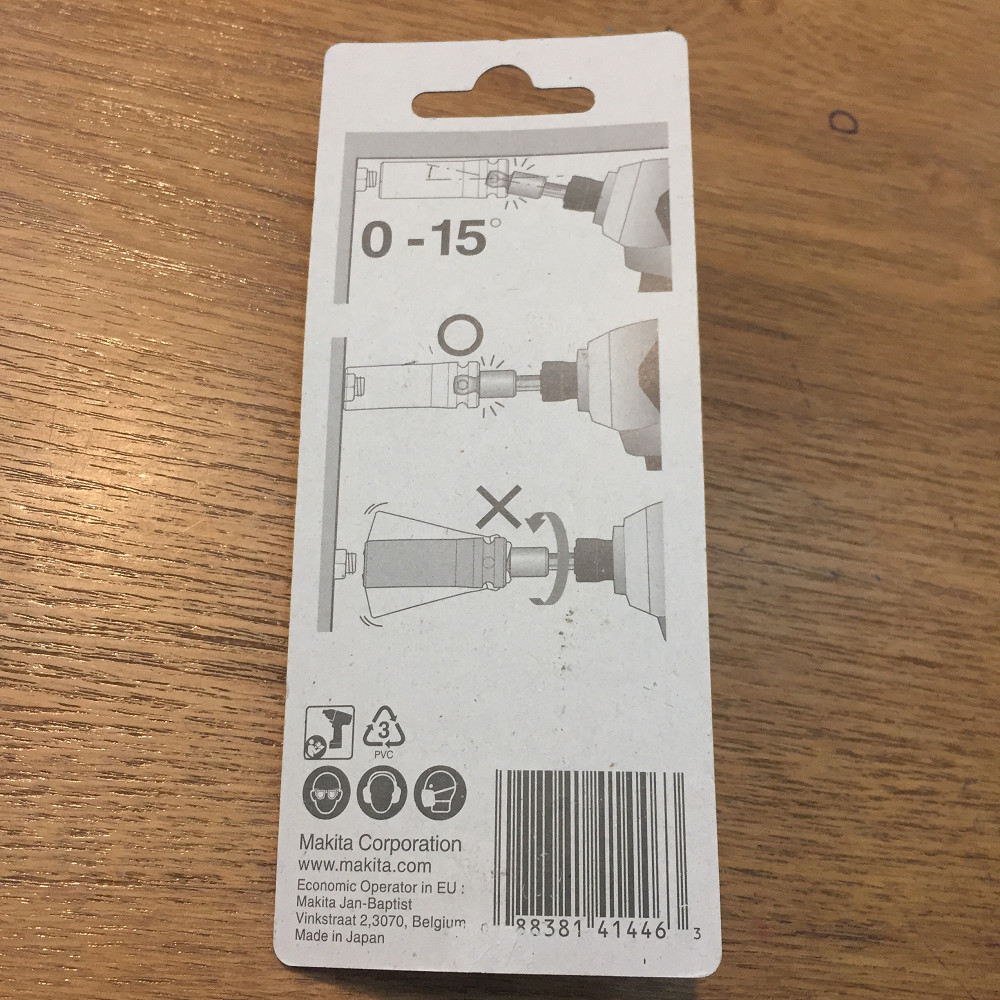 0 - 15°
3
PVC
Makita Corporation
www.makita.com
Economic Operator in EU :
Makita Jan-Baptist
Vinkstraat 2,3070, Belgium
Made in Japan
0 88381 41446 3